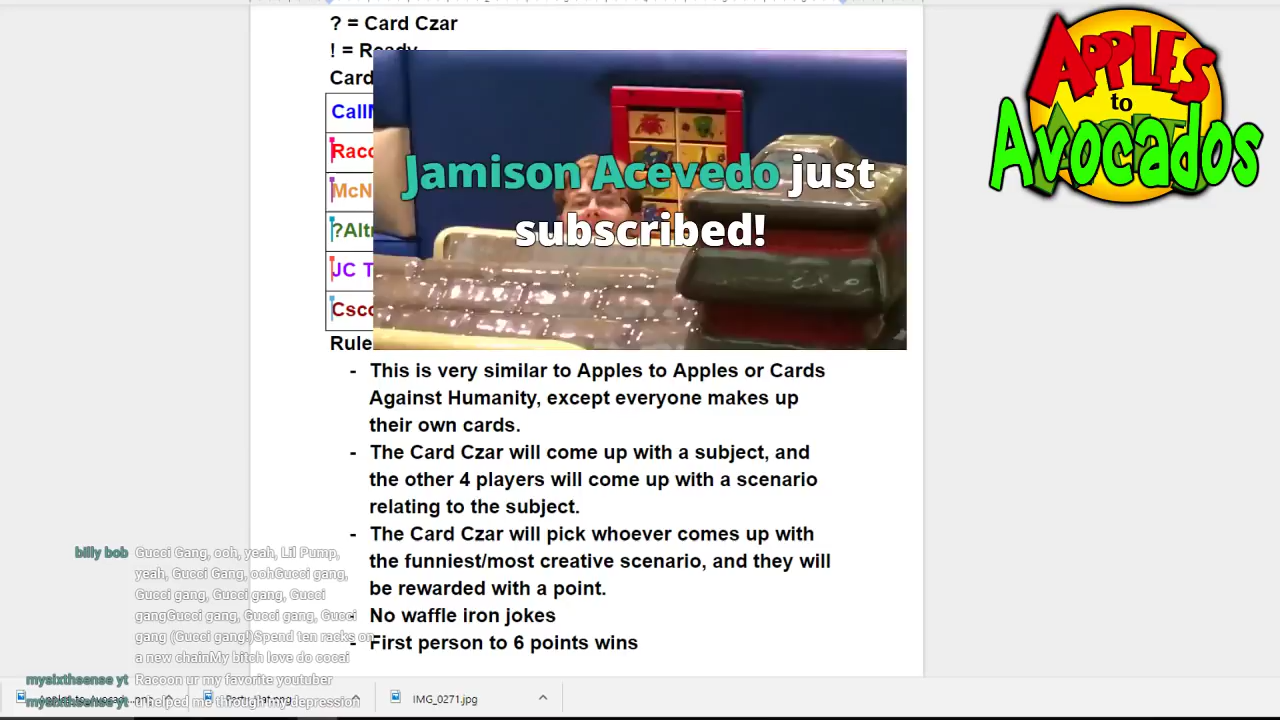 ? = Card Czar
! = Ready
Card
Raco
McN
?Alt
JC T
Csco
Rule
Jamison Acevedo just
subscribed!
APPLES
to
Avocados
- This is very similar to Apples to Apples or Cards
Against Humanity, except everyone makes up
their own cards.
- The Card Czar will come up with a subject, and
the other 4 players will come up with a scenario
relating to the subject.
- The Card Czar will pick whoever comes up with
the funniest/most creative scenario, and they will
be rewarded with a point.
- No waffle iron jokes
- First person to 6 points wins
billy bob Gucci Gang, ooh, yeah, Lil Pump,
yeah, Gucci Gang, oohGucci gang,
Gucci gang, Gucci gang, Gucci
gangGucci gang, Gucci gang, Gucci
gang (Gucci gang!)Spend ten racks on
a new chainMy bitch love do cocai
mysixthsense yt Racoon ur my favorite youtuber
mysixthsense yt u helped me through my depression
IMG_0271.jpg